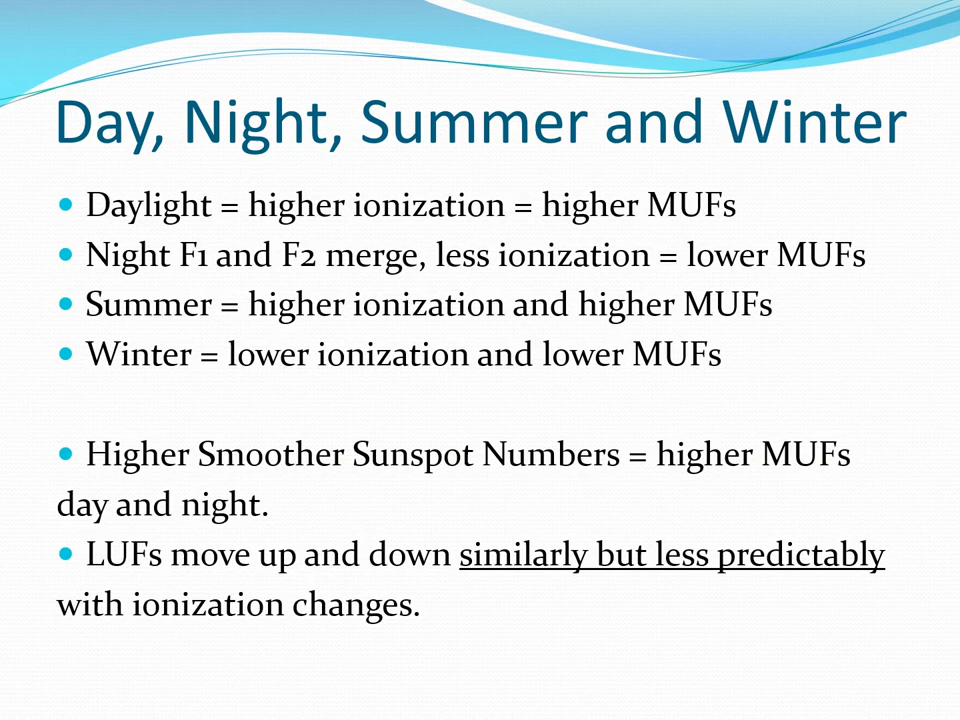 Day, Night, Summer and Winter
• Daylight = higher ionization = higher MUFs
• Night F1 and F2 merge, less ionization = lower MUFs
• Summer = higher ionization and higher MUFs
• Winter = lower ionization and lower MUFs
• Higher Smoother Sunspot Numbers = higher MUFs
day and night.
• LUFs move up and down similarly but less predictably
with ionization changes.